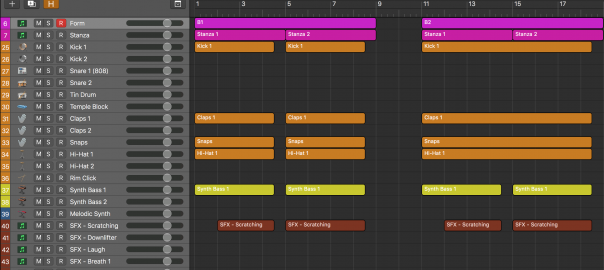 H
1 3 5 7 9 11 13 15 17
6 M S R Form B1 B2
7 M S R Stanza Stanza 1 Stanza 2 Stanza 1 Stanza 2
25 M S R Kick 1 Kick 1 Kick 1 Kick 1
26 M S R Kick 2
27 M S R Snare 1 (808)
28 M S R Snare 2
29 M S R Tin Drum
30 M S R Temple Block
31 M S R Claps 1 Claps 1 Claps 1 Claps 1
32 M S R Claps 2
33 M S R Snaps Snaps Snaps Snaps
34 M S R Hi-Hat 1 Hi-Hat 1 Hi-Hat 1 Hi-Hat 1
35 M S R Hi-Hat 2
36 M S R Rim Click
37 M S R Synth Bass 1 Synth Bass 1 Synth Bass 1 Synth Bass 1 Synth Bass 1
38 M S R Synth Bass 2
39 M S R Melodic Synth
40 M S R SFX - Scratching SFX - Scratching SFX - Scratching SFX - Scratching SFX - Scratching
41 M S R SFX - Downlifter
42 M S R SFX - Laugh
43 M S R SFX - Breath 1